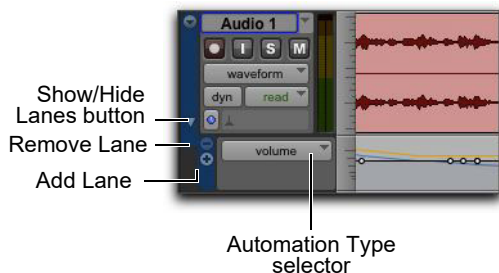 Audio 1
I S M
waveform
dyn read
Show/Hide
Lanes button
Remove Lane
volume
Add Lane
Automation Type
selector